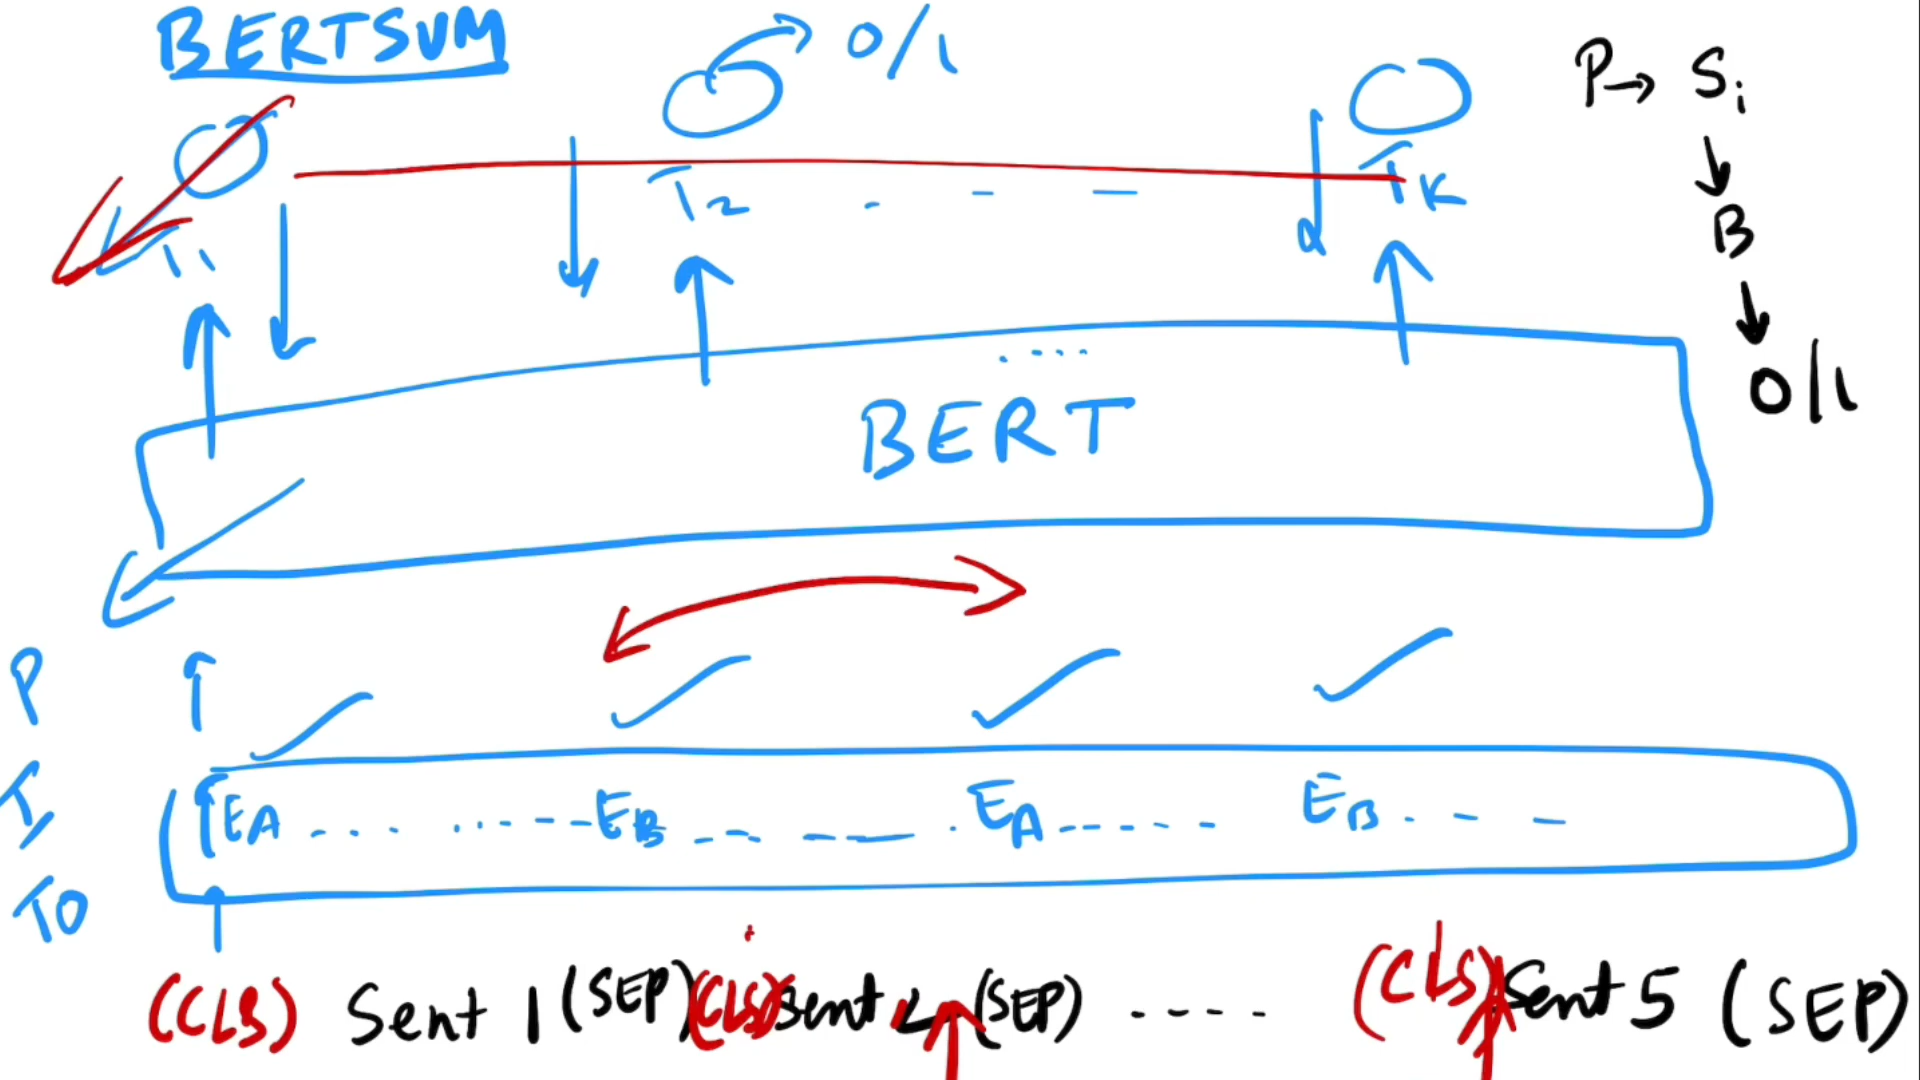 BERTSUM
0/1
P → Si
T1
T2 . - -
TK
B
0/1
BERT
P
EA EB EA EB
TO
(CLS) Sent 1 (SEP) (CLS) Sent 2 (SEP) .... (CLS) Sent 5 (SEP)